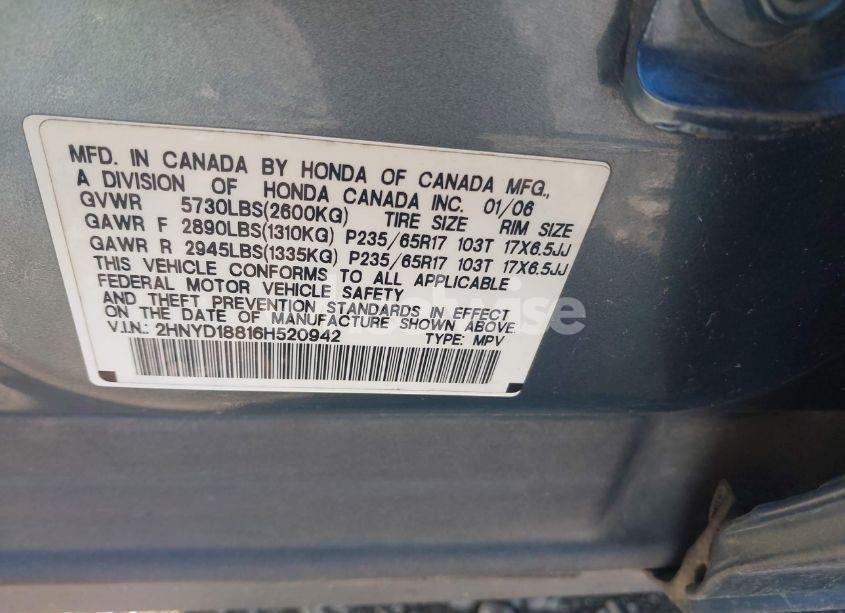 MFD. IN CANADA BY HONDA OF CANADA MFG.,
A DIVISION OF HONDA CANADA INC. 01/06
GVWR 5730LBS(2600KG) TIRE SIZE RIM SIZE
GAWR F 2890LBS(1310KG) P235/65R17 103T 17X6.5JJ
GAWR R 2945LBS(1335KG) P235/65R17 103T 17X6.5JJ
THIS VEHICLE CONFORMS TO ALL APPLICABLE
FEDERAL MOTOR VEHICLE SAFETY
AND THEFT PREVENTION STANDARDS IN EFFECT
ON THE DATE OF MANUFACTURE SHOWN ABOVE.
V.I.N.: 2HNYD18816H520942 TYPE: MPV